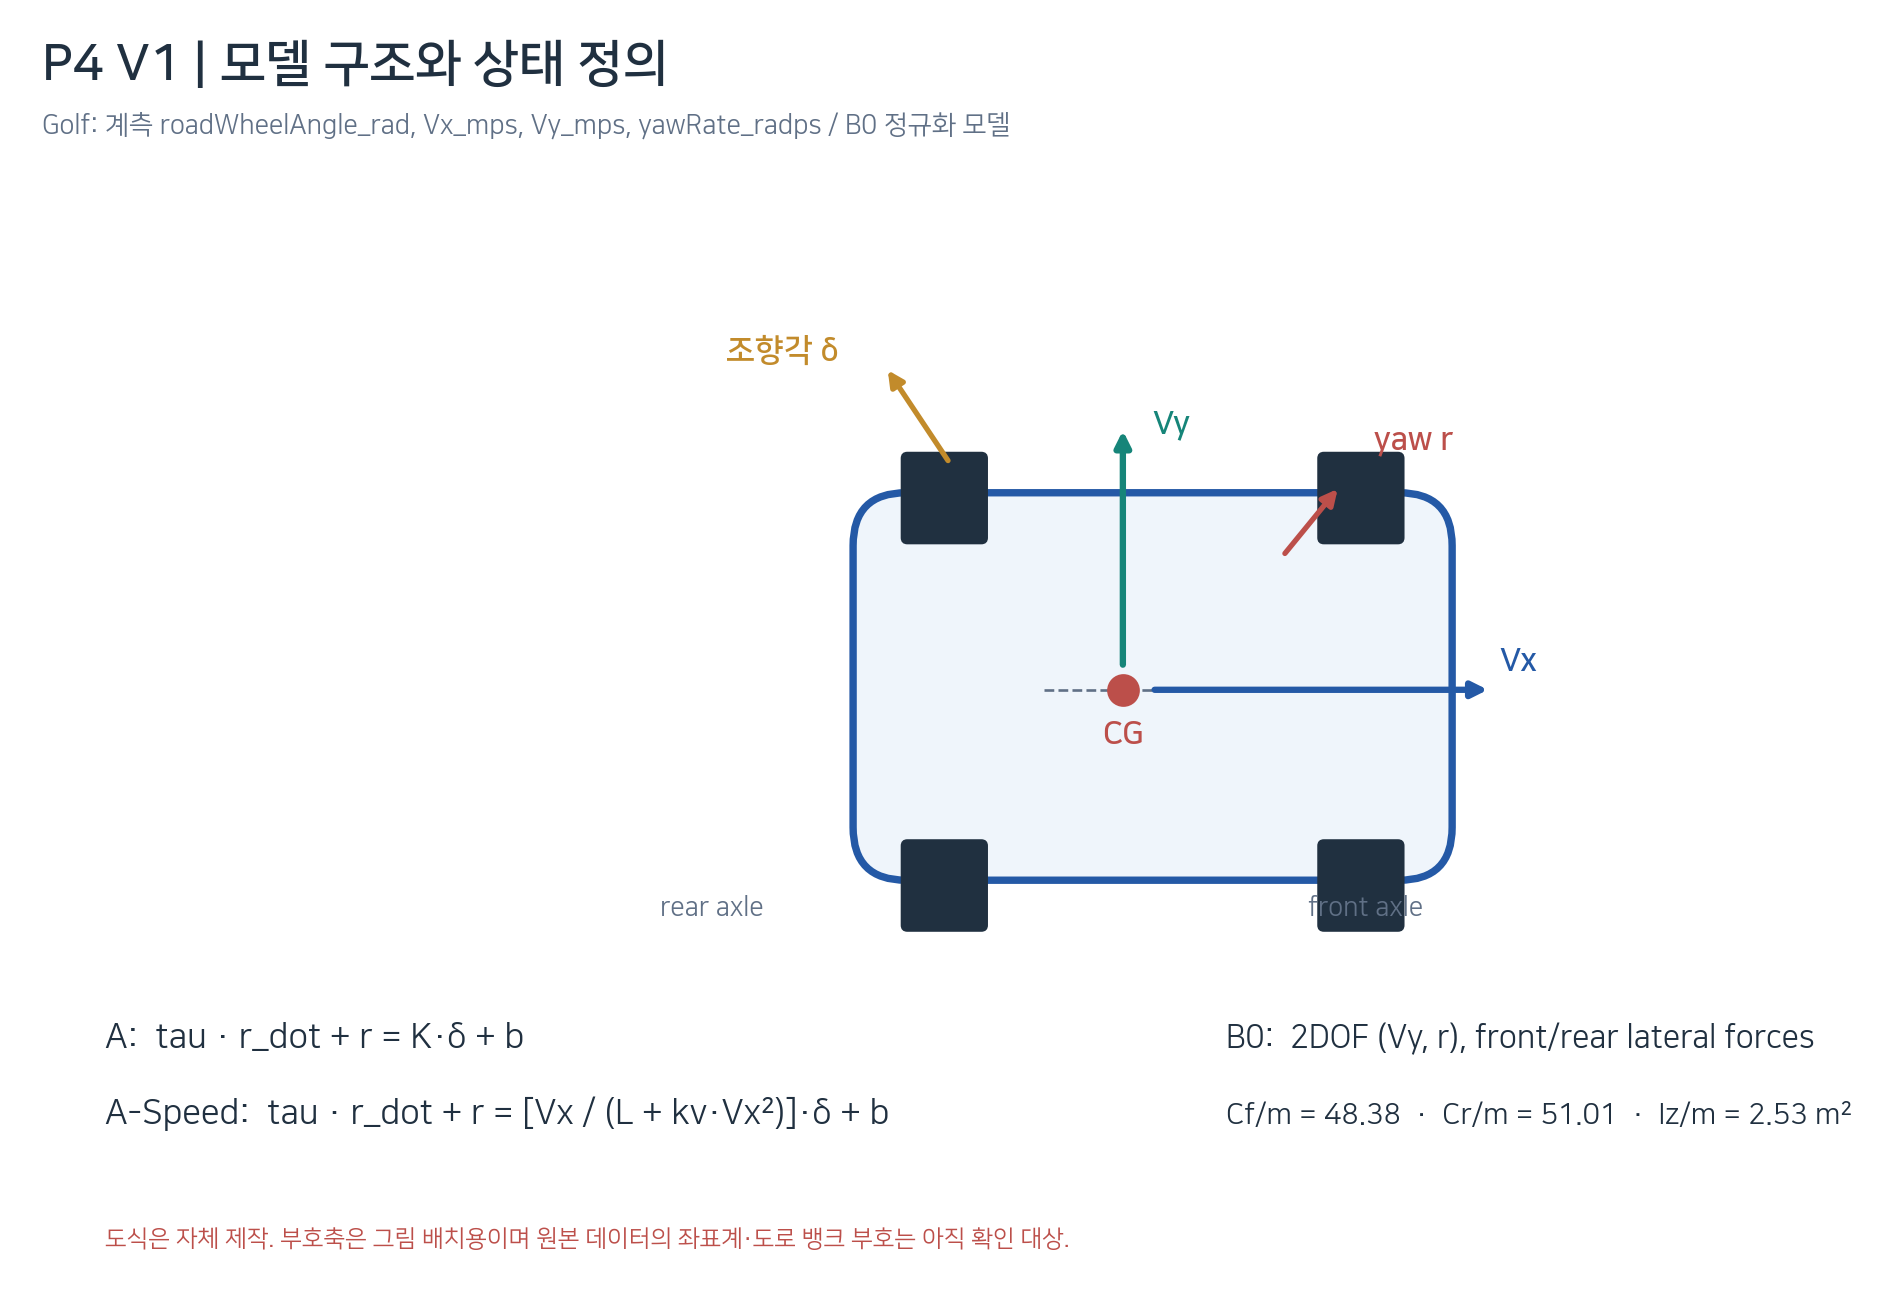 P4 V1 | 모델 구조와 상태 정의
Golf: 계측 roadWheelAngle_rad, Vx_mps, Vy_mps, yawRate_radps / B0 정규화 모델
조향각 δ
Vy
yaw r
Vx
CG
rear axle
front axle
A: tau · r_dot + r = K·δ + b
B0: 2DOF (Vy, r), front/rear lateral forces
A-Speed: tau · r_dot + r = [Vx / (L + kv·Vx²)]·δ + b
Cf/m = 48.38 · Cr/m = 51.01 · Iz/m = 2.53 m²
도식은 자체 제작. 부호축은 그림 배치용이며 원본 데이터의 좌표계·도로 뱅크 부호는 아직 확인 대상.